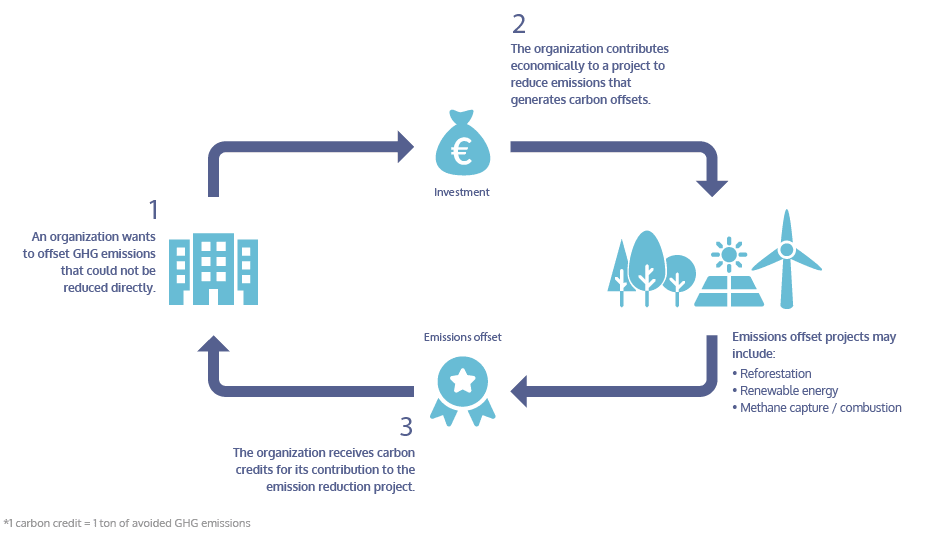 1
An organization wants
to offset GHG emissions
that could not be
reduced directly.
€
Investment
2
The organization contributes
economically to a project to
reduce emissions that
generates carbon offsets.
Emissions offset projects may
include:
• Reforestation
• Renewable energy
• Methane capture / combustion
Emissions offset
3
The organization receives carbon
credits for its contribution to the
emission reduction project.
*1 carbon credit = 1 ton of avoided GHG emissions